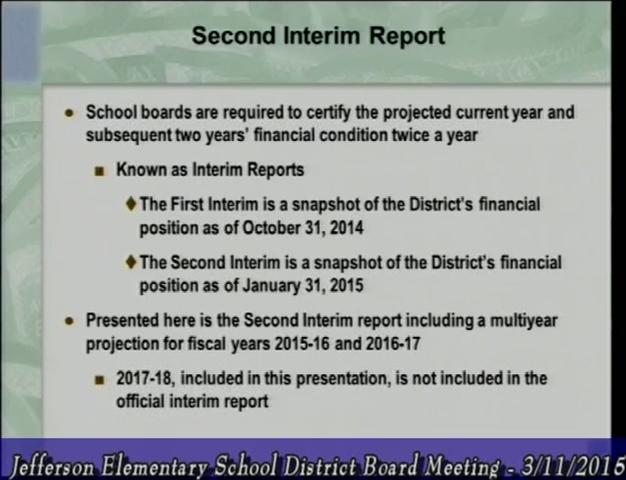 Second Interim Report
• School boards are required to certify the projected current year and
subsequent two years' financial condition twice a year
■ Known as Interim Reports
♦ The First Interim is a snapshot of the District's financial
position as of October 31, 2014
♦ The Second Interim is a snapshot of the District's financial
position as of January 31, 2015
• Presented here is the Second Interim report including a multiyear
projection for fiscal years 2015-16 and 2016-17
■ 2017-18, included in this presentation, is not included in the
official interim report
Jefferson Elementary School District Board Meeting - 3/11/2015